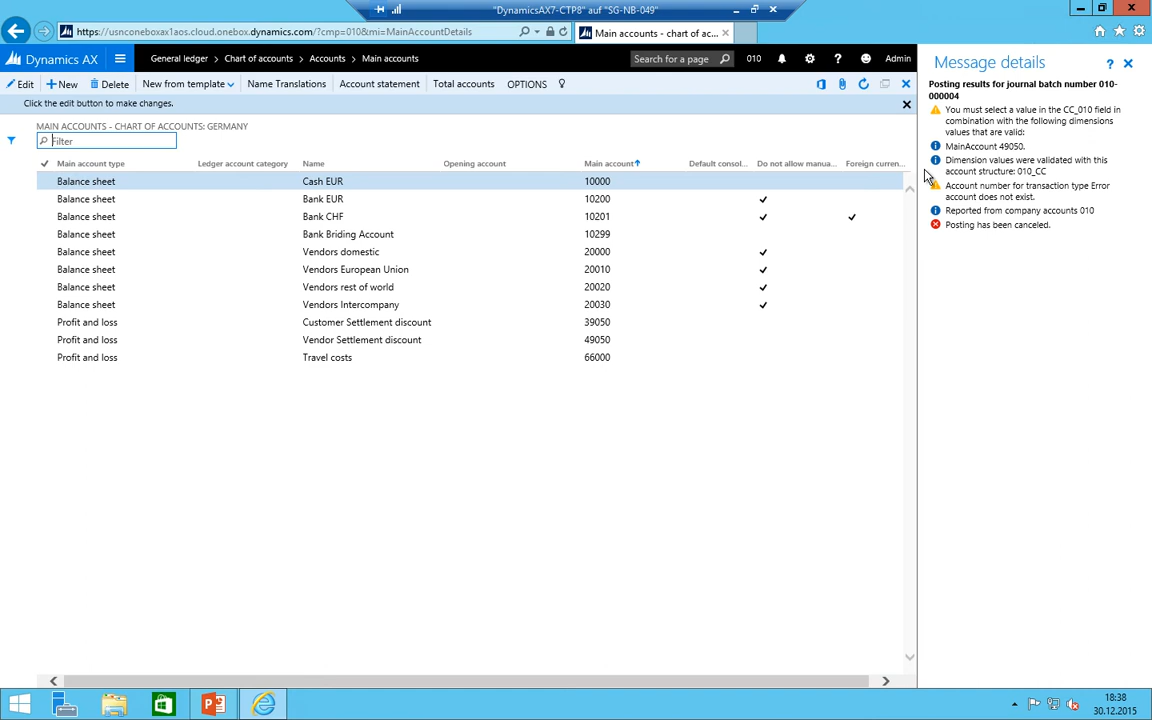 "DynamicsAX7-CTP8" auf "SG-NB-049"
https://usnconeboxax1aos.cloud.onebox.dynamics.com/?cmp=010&mi=MainAccountDetails
Main accounts - chart of ac...
Dynamics AX
General ledger > Chart of accounts > Accounts > Main accounts
Search for a page
010
Admin
Edit
New
Delete
New from template
Name Translations
Account statement
Total accounts
OPTIONS
Click the edit button to make changes.
MAIN ACCOUNTS - CHART OF ACCOUNTS: GERMANY
Filter
Main account type Ledger account category Name Opening account Main account Default consol... Do not allow manua... Foreign curren...
Balance sheet Cash EUR 10000
Balance sheet Bank EUR 10200
Balance sheet Bank CHF 10201
Balance sheet Bank Briding Account 10299
Balance sheet Vendors domestic 20000
Balance sheet Vendors European Union 20010
Balance sheet Vendors rest of world 20020
Balance sheet Vendors Intercompany 20030
Profit and loss Customer Settlement discount 39050
Profit and loss Vendor Settlement discount 49050
Profit and loss Travel costs 66000
Message details
Posting results for journal batch number 010-
000004
You must select a value in the CC_010 field in
combination with the following dimensions
values that are valid:
MainAccount 49050.
Dimension values were validated with this
account structure: 010_CC
Account number for transaction type Error
account does not exist.
Reported from company accounts 010
Posting has been canceled.
18:38
30.12.2015